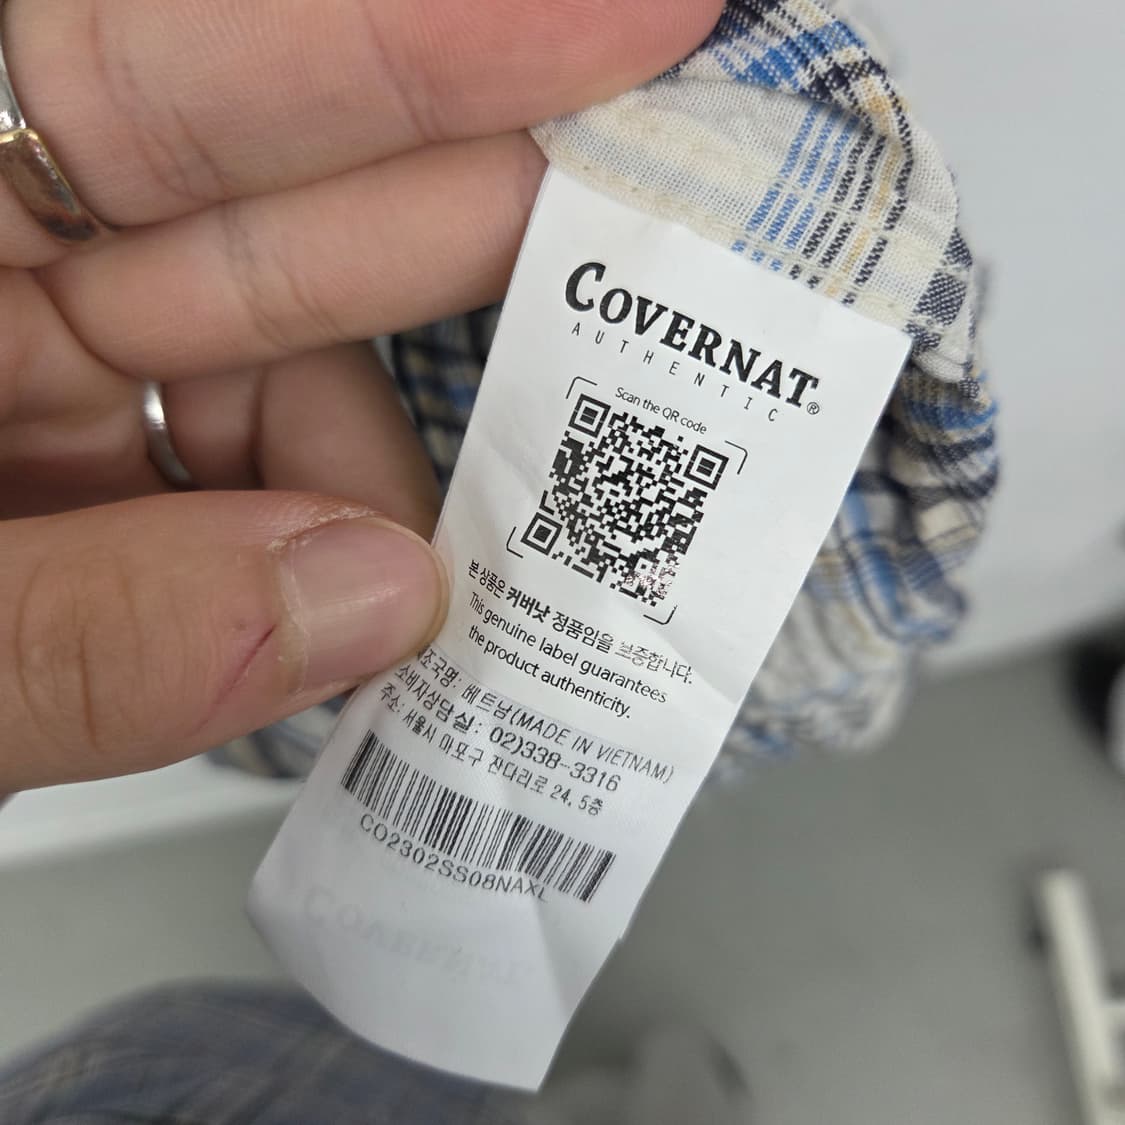 COVERNAT®
AUTHENTIC
Scan the QR code
본 상품은 커버낫 정품임을 보증합니다.
This genuine label guarantees
the product authenticity.
제조국명: 베트남(MADE IN VIETNAM)
소비자상담실: 02)338-3316
주소: 서울시 마포구 잔다리로 24, 5층
CO2302SS08NAXL
COVERNAT